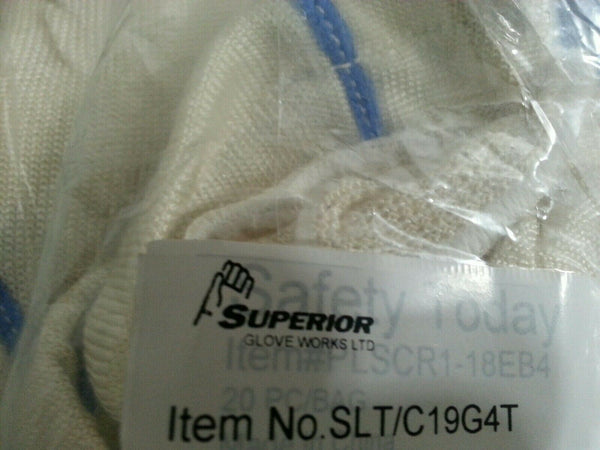 Safety Today
SUPERIOR
GLOVE WORKS LTD
Item#PLSCR1-18EB4
20 PC/BAG
Item No.SLT/C19G4T